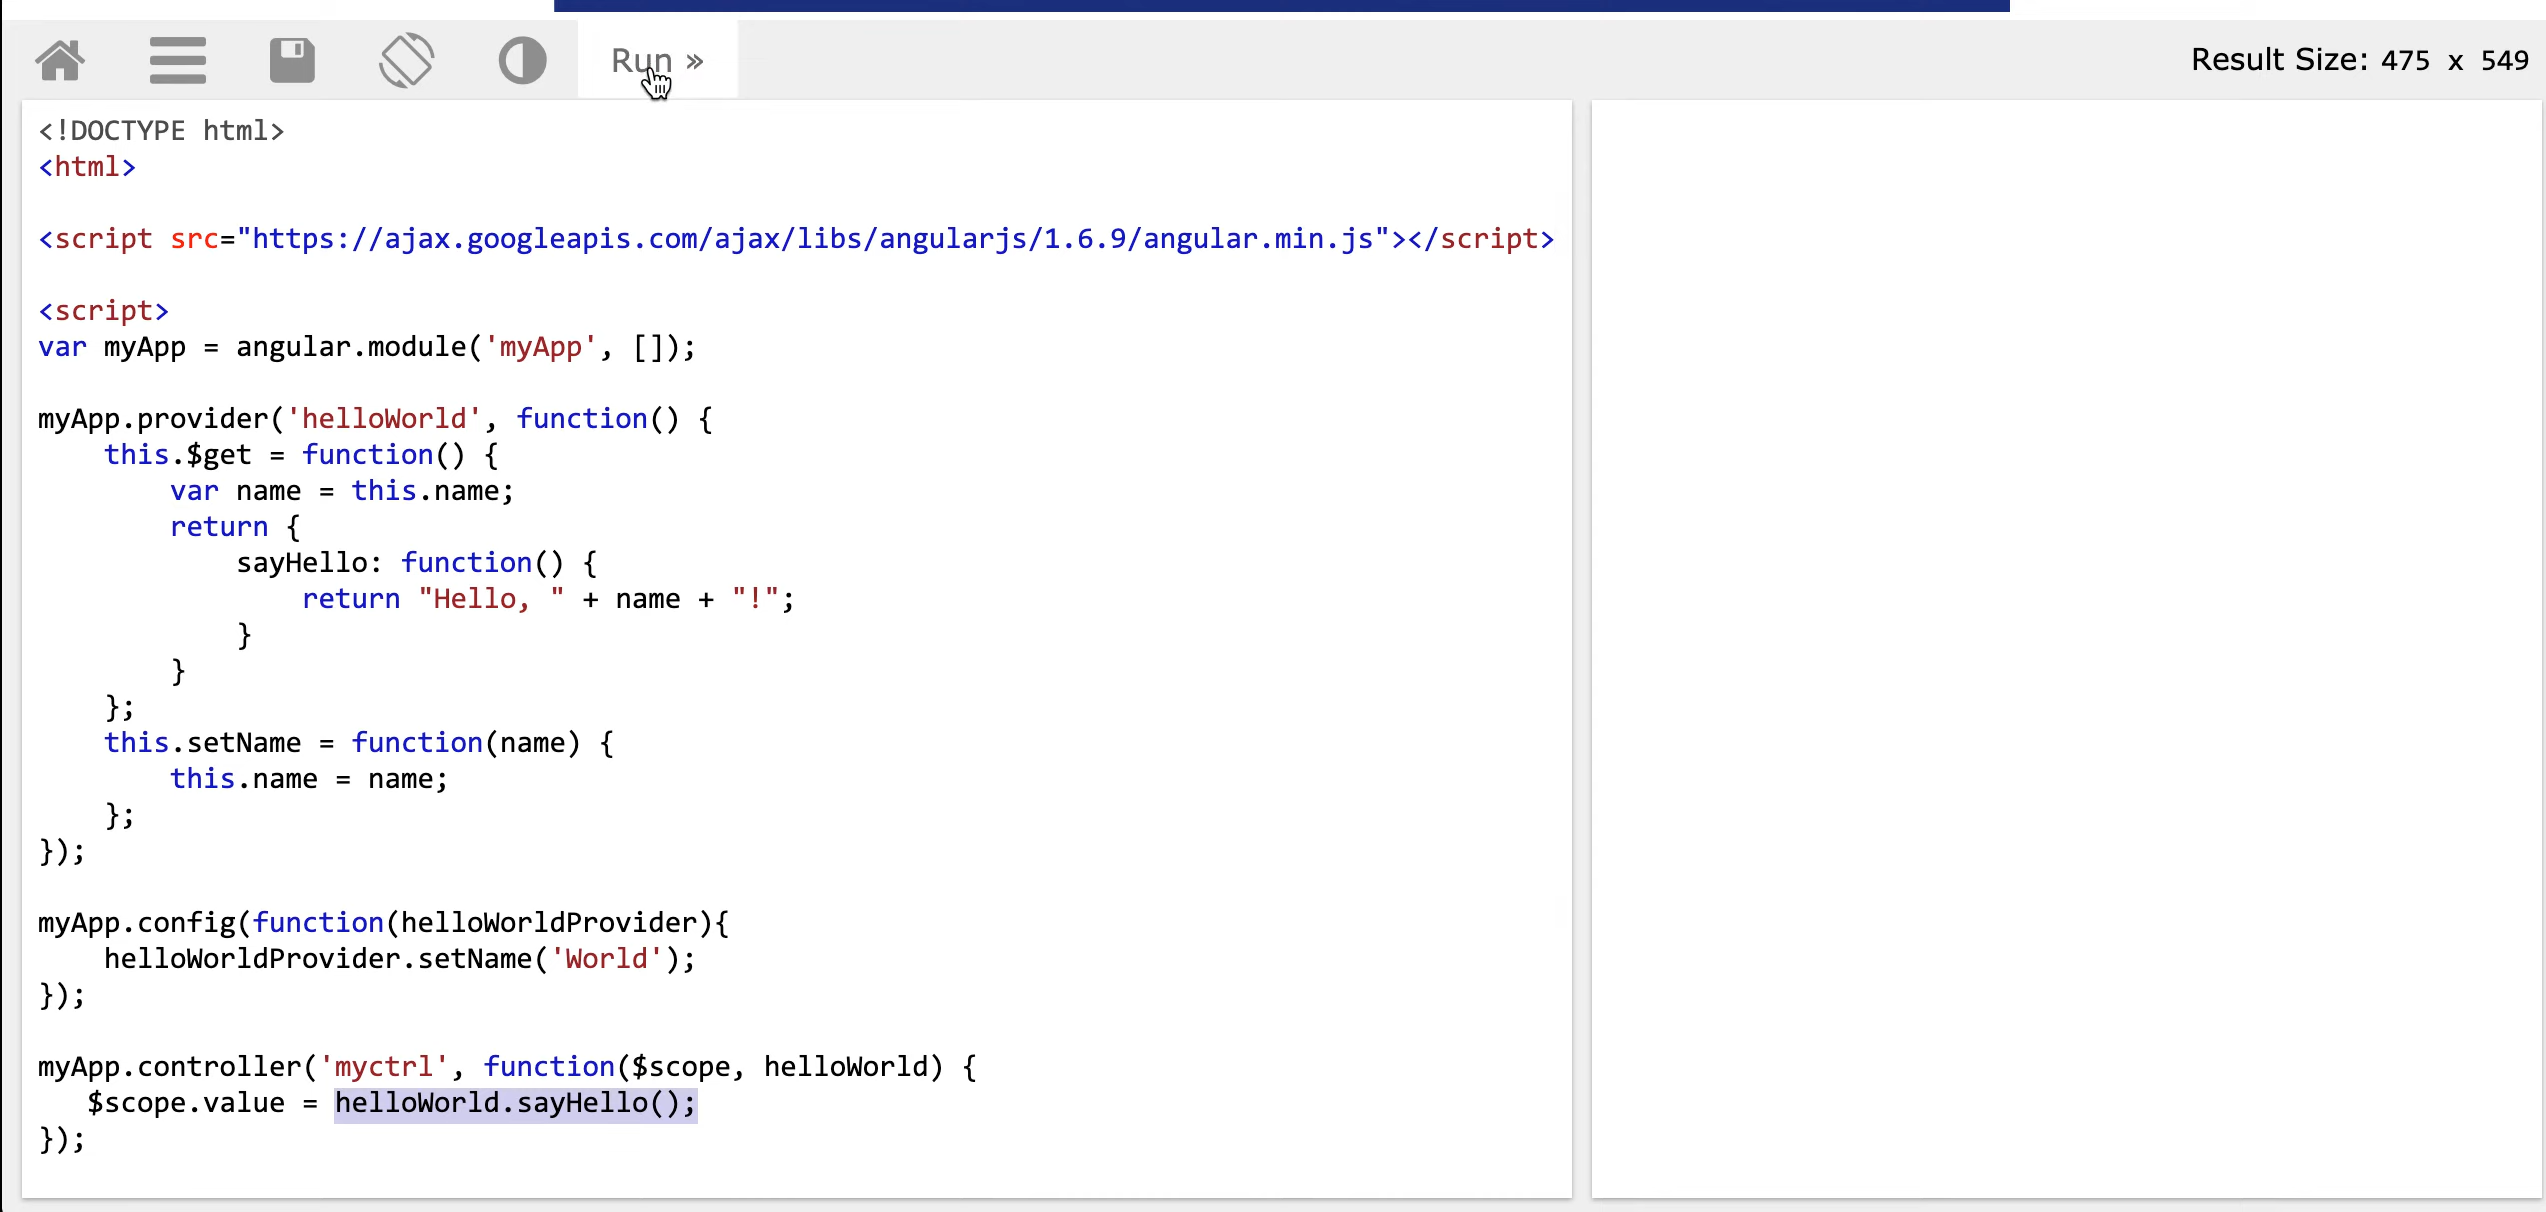 Run »
Result Size: 475 x 549
<!DOCTYPE html>
<html>
<script src="https://ajax.googleapis.com/ajax/libs/angularjs/1.6.9/angular.min.js"></script>
<script>
var myApp = angular.module('myApp', []);
myApp.provider('helloWorld', function() {
    this.$get = function() {
        var name = this.name;
        return {
            sayHello: function() {
                return "Hello, " + name + "!";
            }
        }
    };
    this.setName = function(name) {
        this.name = name;
    };
});
myApp.config(function(helloWorldProvider){
    helloWorldProvider.setName('World');
});
myApp.controller('myctrl', function($scope, helloWorld) {
   $scope.value = helloWorld.sayHello();
});